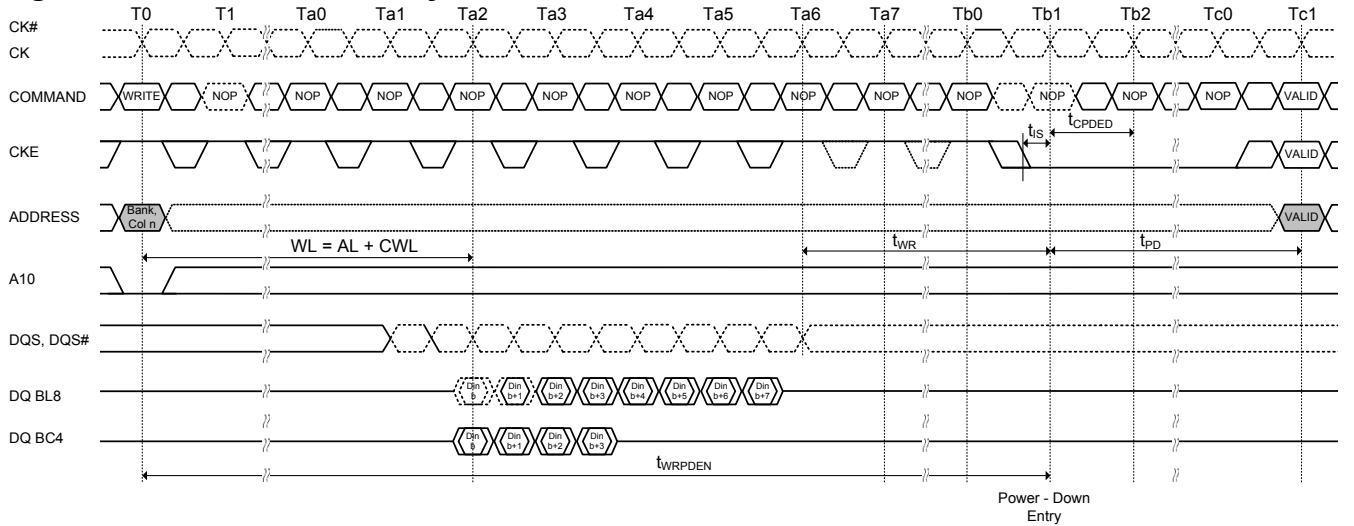 T0 T1 Ta0 Ta1 Ta2 Ta3 Ta4 Ta5 Ta6 Ta7 Tb0 Tb1 Tb2 Tc0 Tc1
CK#
CK
COMMAND WRITE NOP NOP NOP NOP NOP NOP NOP NOP NOP NOP NOP NOP NOP VALID
tIS tCPDED
CKE VALID
ADDRESS Bank, Col n VALID
WL = AL + CWL tWR tPD
A10
DQS, DQS#
DQ BL8 Din b Din b+1 Din b+2 Din b+3 Din b+4 Din b+5 Din b+6 Din b+7
DQ BC4 Din b Din b+1 Din b+2 Din b+3
tWRPDEN
Power - Down
Entry